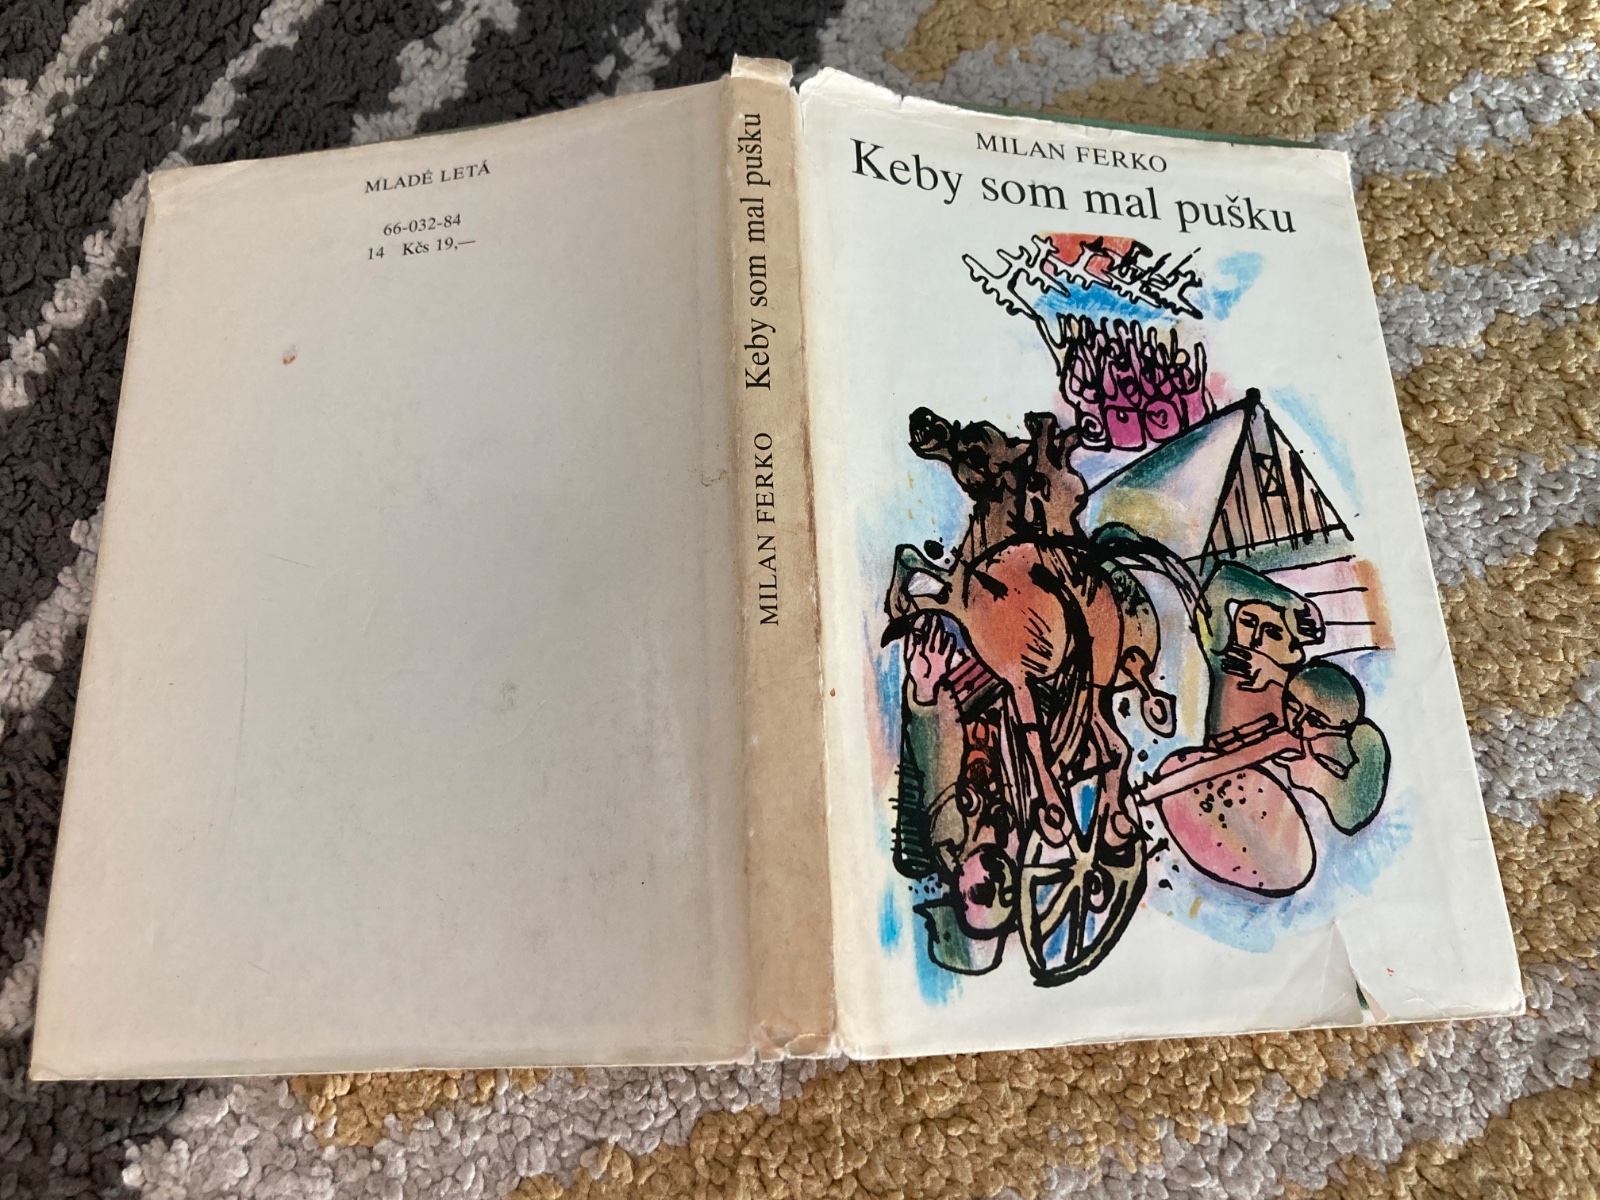 MLADÉ LETÁ
66-032-84
14 Kčs 19,—
MILAN FERKO Keby som mal pušku
MILAN FERKO
Keby som mal pušku